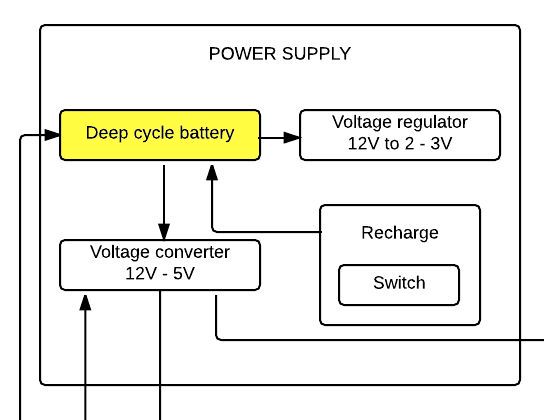 POWER SUPPLY
Deep cycle battery
Voltage regulator
12V to 2 - 3V
Recharge
Switch
Voltage converter
12V - 5V